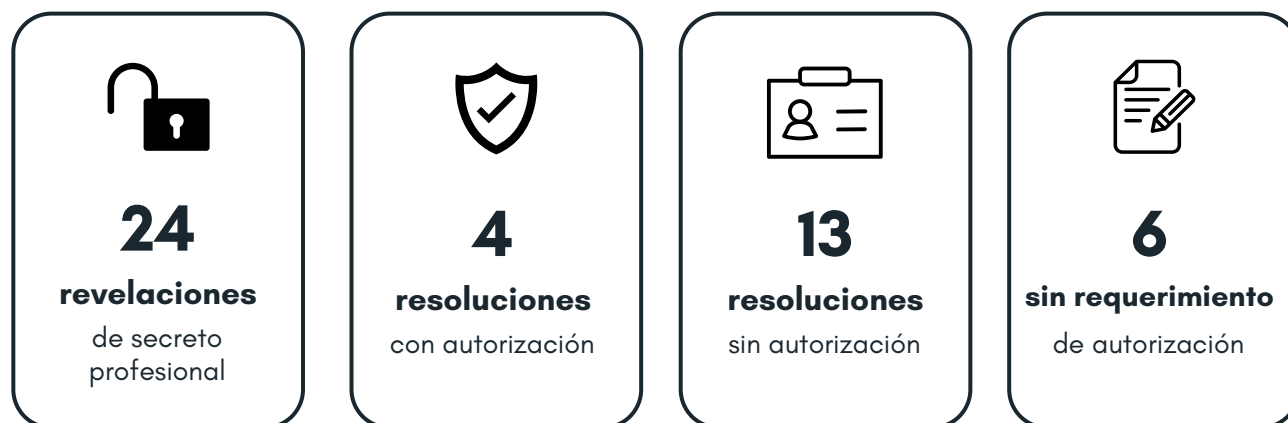 24
revelaciones
de secreto
profesional
4
resoluciones
con autorización
13
resoluciones
sin autorización
6
sin requerimiento
de autorización